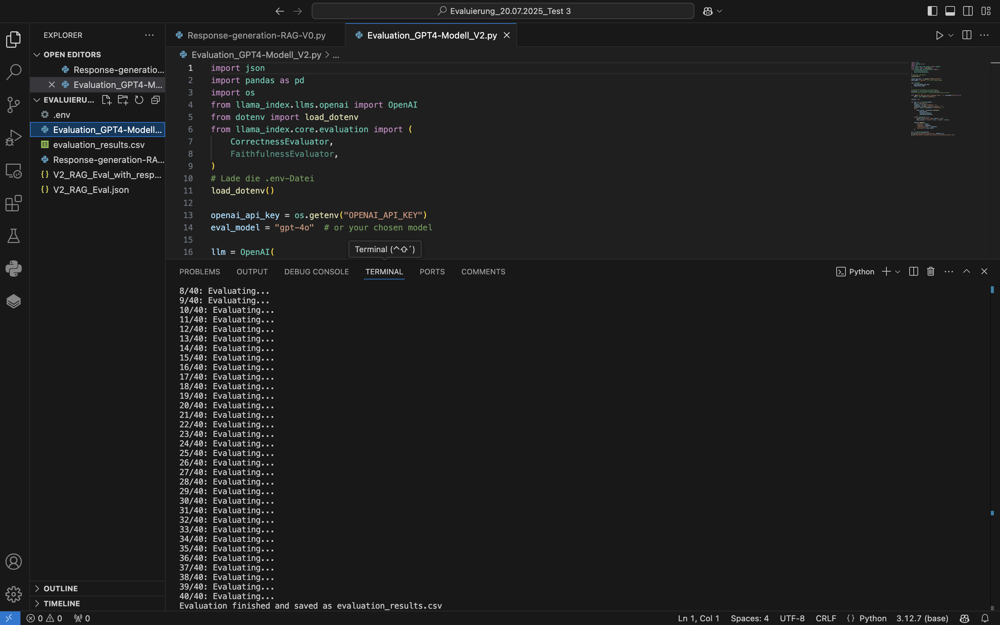 Evaluierung_20.07.2025_Test 3
EXPLORER
OPEN EDITORS
Response-generatio...
Evaluation_GPT4-M...
EVALUIERU...
.env
Evaluation_GPT4-Modell...
evaluation_results.csv
Response-generation-RA...
V2_RAG_Eval_with_resp...
V2_RAG_Eval.json
OUTLINE
TIMELINE
Response-generation-RAG-V0.py
Evaluation_GPT4-Modell_V2.py
Evaluation_GPT4-Modell_V2.py > ...
1 import json
2 import pandas as pd
3 import os
4 from llama_index.llms.openai import OpenAI
5 from dotenv import load_dotenv
6 from llama_index.core.evaluation import (
7 CorrectnessEvaluator,
8 FaithfulnessEvaluator,
9 )
10 # Lade die .env-Datei
11 load_dotenv()
12
13 openai_api_key = os.getenv("OPENAI_API_KEY")
14 eval_model = "gpt-4o" # or your chosen model
15
16 llm = OpenAI(
Terminal (^⇧´)
PROBLEMS OUTPUT DEBUG CONSOLE TERMINAL PORTS COMMENTS
Python
8/40: Evaluating...
9/40: Evaluating...
10/40: Evaluating...
11/40: Evaluating...
12/40: Evaluating...
13/40: Evaluating...
14/40: Evaluating...
15/40: Evaluating...
16/40: Evaluating...
17/40: Evaluating...
18/40: Evaluating...
19/40: Evaluating...
20/40: Evaluating...
21/40: Evaluating...
22/40: Evaluating...
23/40: Evaluating...
24/40: Evaluating...
25/40: Evaluating...
26/40: Evaluating...
27/40: Evaluating...
28/40: Evaluating...
29/40: Evaluating...
30/40: Evaluating...
31/40: Evaluating...
32/40: Evaluating...
33/40: Evaluating...
34/40: Evaluating...
35/40: Evaluating...
36/40: Evaluating...
37/40: Evaluating...
38/40: Evaluating...
39/40: Evaluating...
40/40: Evaluating...
Evaluation finished and saved as evaluation_results.csv
0 0 0 Ln 1, Col 1 Spaces: 4 UTF-8 CRLF {} Python 3.12.7 (base)